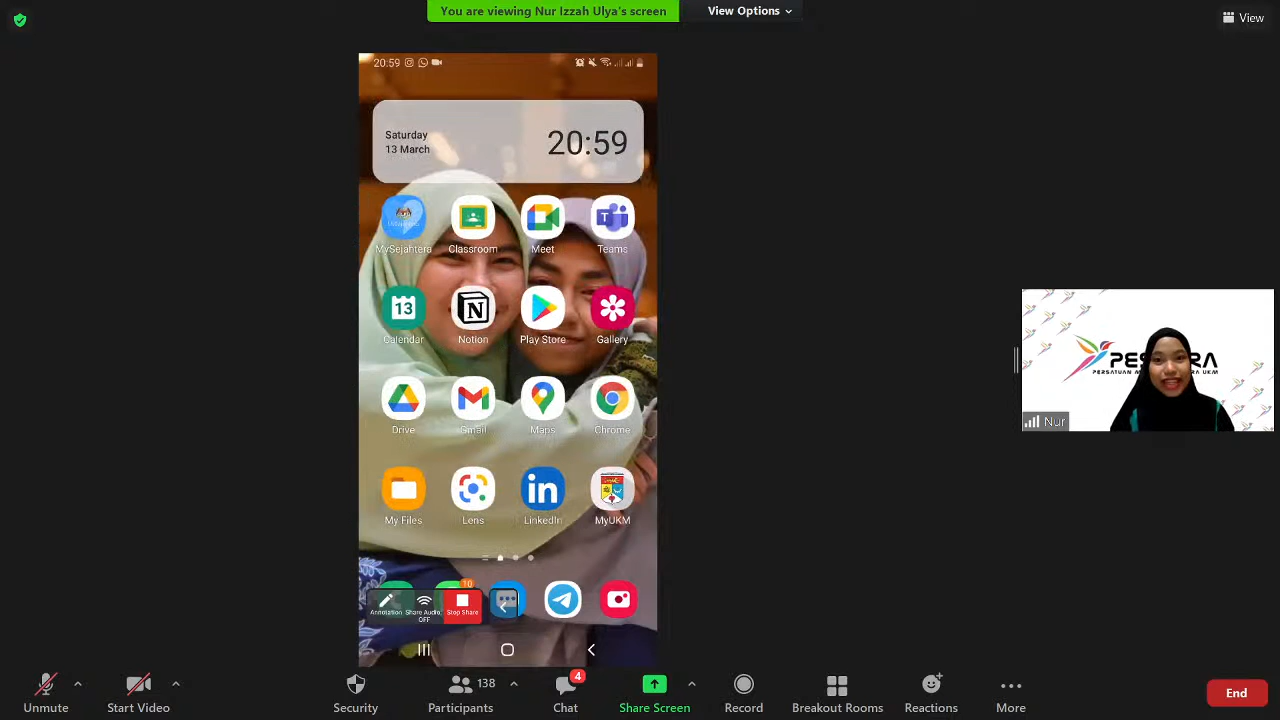 You are viewing Nur Izzah Ulya's screen
View Options
View
20:59
Saturday
13 March
20:59
MySejahtera
Classroom
Meet
Teams
13
Calendar
Notion
Play Store
Gallery
Drive
Gmail
Maps
Chrome
My Files
Lens
LinkedIn
MyUKM
10
Annotation
Share Audio: OFF
Stop Share
Nur
Unmute
Start Video
Security
138
Participants
4
Chat
Share Screen
Record
Breakout Rooms
Reactions
More
End